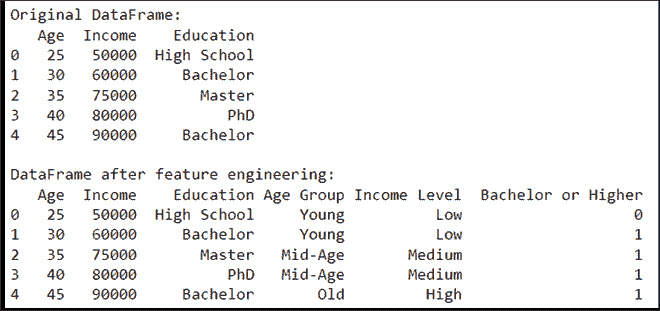 Original DataFrame:
Age Income Education
0 25 50000 High School
1 30 60000 Bachelor
2 35 75000 Master
3 40 80000 PhD
4 45 90000 Bachelor
DataFrame after feature engineering:
Age Income Education Age Group Income Level Bachelor or Higher
0 25 50000 High School Young Low 0
1 30 60000 Bachelor Young Low 1
2 35 75000 Master Mid-Age Medium 1
3 40 80000 PhD Mid-Age Medium 1
4 45 90000 Bachelor Old High 1